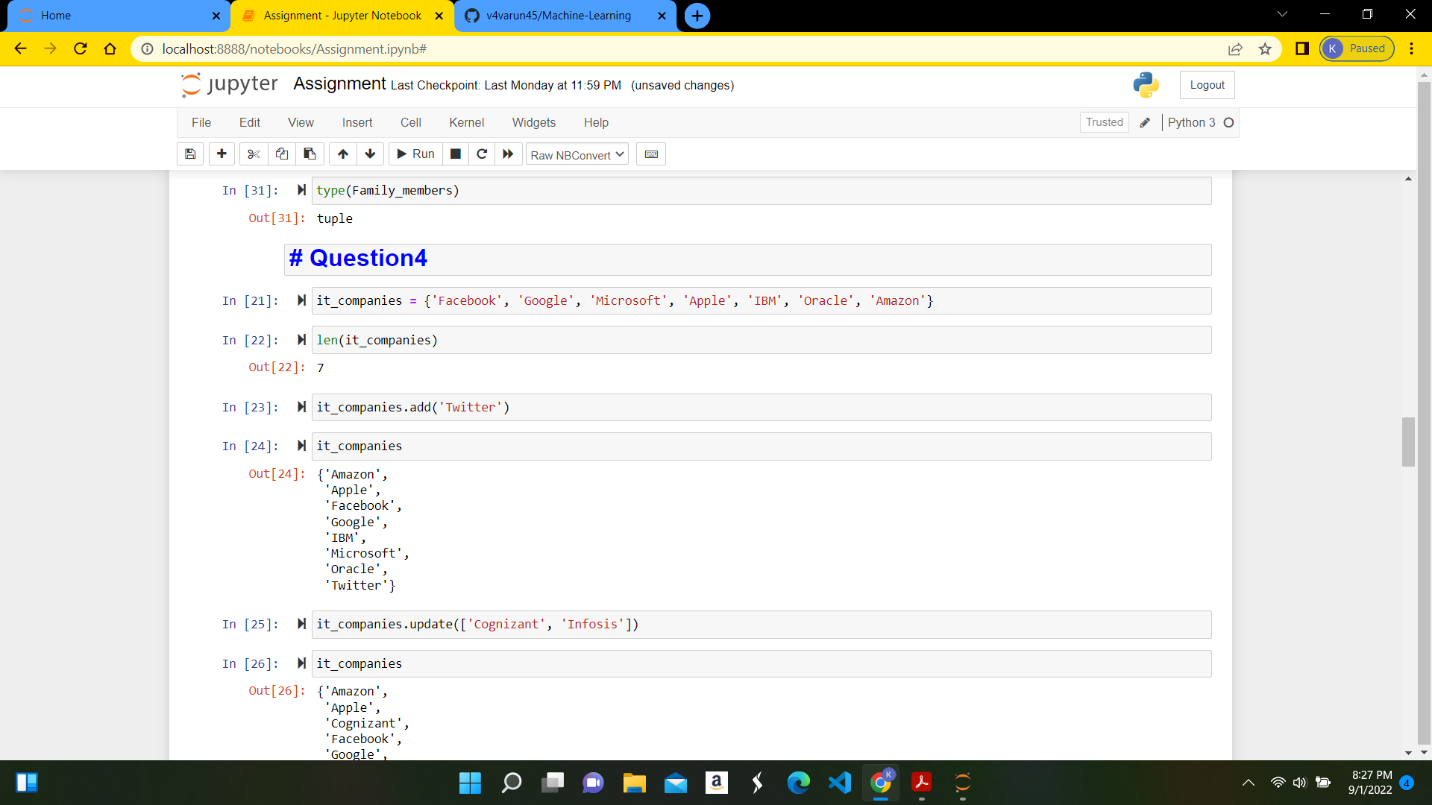 Home
Assignment - Jupyter Notebook
v4varun45/Machine-Learning
localhost:8888/notebooks/Assignment.ipynb#
K Paused
jupyter Assignment Last Checkpoint: Last Monday at 11:59 PM (unsaved changes)
Logout
File Edit View Insert Cell Kernel Widgets Help
Trusted
Python 3
Run
Raw NBConvert
In [31]: type(Family_members)
Out[31]: tuple
# Question4
In [21]: it_companies = {'Facebook', 'Google', 'Microsoft', 'Apple', 'IBM', 'Oracle', 'Amazon'}
In [22]: len(it_companies)
Out[22]: 7
In [23]: it_companies.add('Twitter')
In [24]: it_companies
Out[24]: {'Amazon',
'Apple',
'Facebook',
'Google',
'IBM',
'Microsoft',
'Oracle',
'Twitter'}
In [25]: it_companies.update(['Cognizant', 'Infosis'])
In [26]: it_companies
Out[26]: {'Amazon',
'Apple',
'Cognizant',
'Facebook',
'Google',
8:27 PM
9/1/2022
4